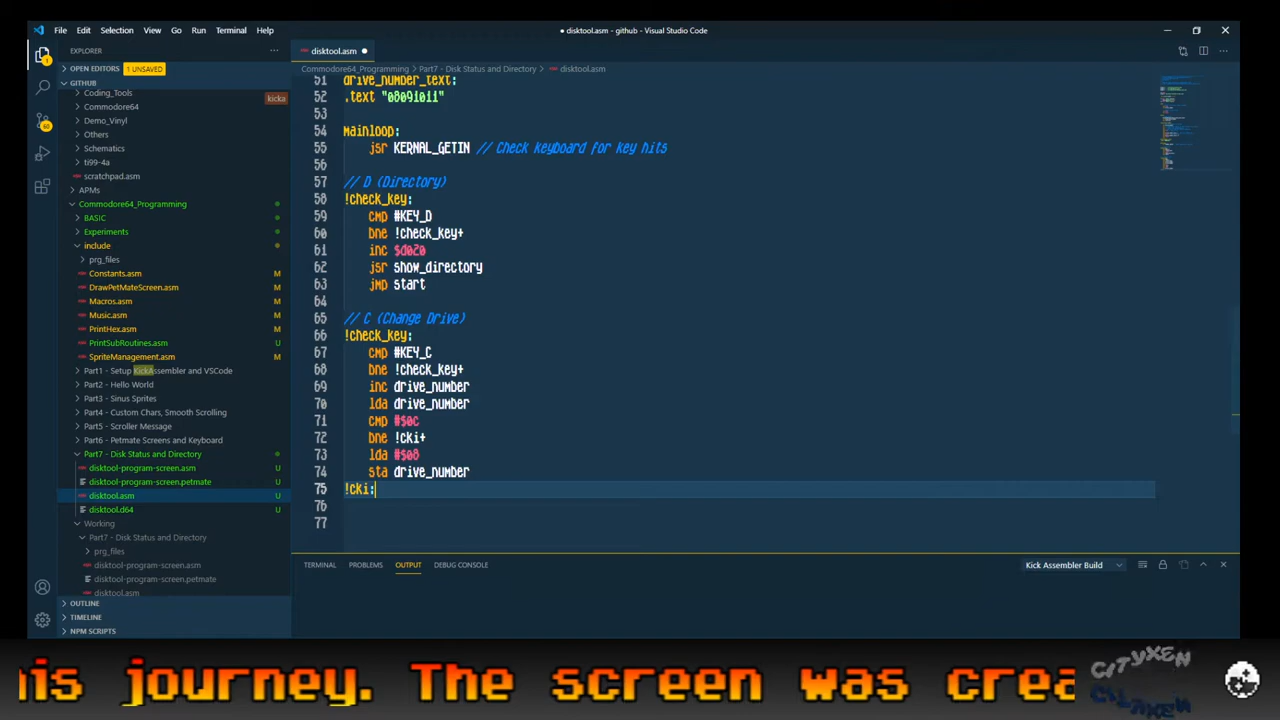 File Edit Selection View Go Run Terminal Help
● disktool.asm - github - Visual Studio Code
EXPLORER
OPEN EDITORS 1 UNSAVED
GITHUB
Coding_Tools
kicka
Commodore64
Demo_Vinyl
Others
Schematics
ti99-4a
scratchpad.asm
APMs
Commodore64_Programming
BASIC
Experiments
include
prg_files
Constants.asm M
DrawPetMateScreen.asm M
Macros.asm M
Music.asm M
PrintHex.asm M
PrintSubRoutines.asm U
SpriteManagement.asm M
Part1 - Setup KickAssembler and VSCode
Part2 - Hello World
Part3 - Sinus Sprites
Part4 - Custom Chars, Smooth Scrolling
Part5 - Scroller Message
Part6 - Petmate Screens and Keyboard
Part7 - Disk Status and Directory
disktool-program-screen.asm U
disktool-program-screen.petmate U
disktool.asm U
disktool.d64 U
Working
Part7 - Disk Status and Directory
prg_files
disktool-program-screen.asm
disktool-program-screen.petmate
disktool.asm
OUTLINE
TIMELINE
NPM SCRIPTS
1
60
disktool.asm ●
Commodore64_Programming > Part7 - Disk Status and Directory > disktool.asm
51 drive_number_text:
52 .text "08091011"
53
54 mainloop:
55 jsr KERNAL_GETIN // Check keyboard for key hits
56
57 // D (Directory)
58 !check_key:
59 cmp #KEY_D
60 bne !check_key+
61 inc $d020
62 jsr show_directory
63 jmp start
64
65 // C (Change Drive)
66 !check_key:
67 cmp #KEY_C
68 bne !check_key+
69 inc drive_number
70 lda drive_number
71 cmp #$0c
72 bne !cki+
73 lda #$08
74 sta drive_number
75 !cki:
76
77
TERMINAL PROBLEMS OUTPUT DEBUG CONSOLE
Kick Assembler Build
his journey. The screen was crea
CITYXEN